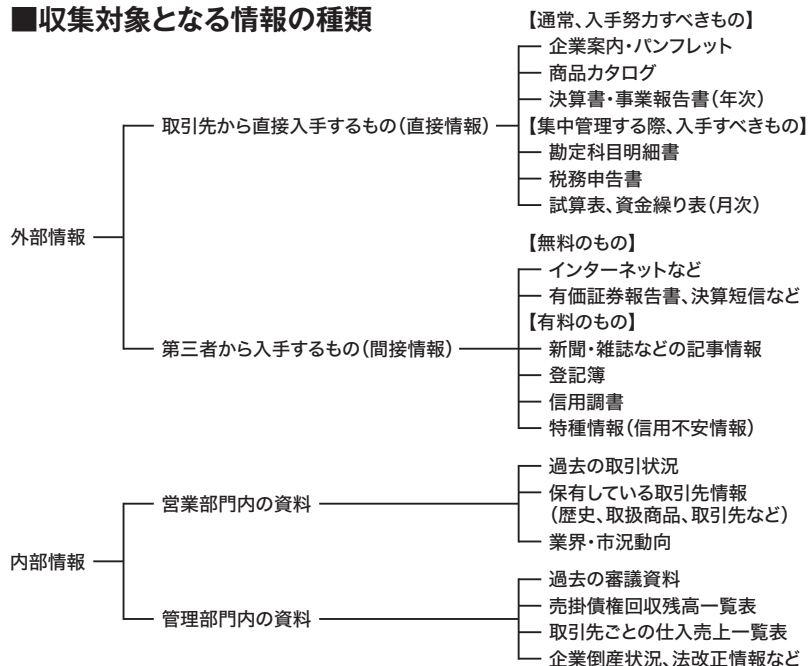 ■収集対象となる情報の種類
外部情報
取引先から直接入手するもの(直接情報)
【通常、入手努力すべきもの】
企業案内・パンフレット
商品カタログ
決算書・事業報告書(年次)
【集中管理する際、入手すべきもの】
勘定科目明細書
税務申告書
試算表、資金繰り表(月次)
第三者から入手するもの(間接情報)
【無料のもの】
インターネットなど
有価証券報告書、決算短信など
【有料のもの】
新聞・雑誌などの記事情報
登記簿
信用調書
特種情報(信用不安情報)
内部情報
営業部門内の資料
過去の取引状況
保有している取引先情報
(歴史、取扱商品、取引先など)
業界・市況動向
管理部門内の資料
過去の審議資料
売掛債権回収残高一覧表
取引先ごとの仕入売上一覧表
企業倒産状況、法改正情報など